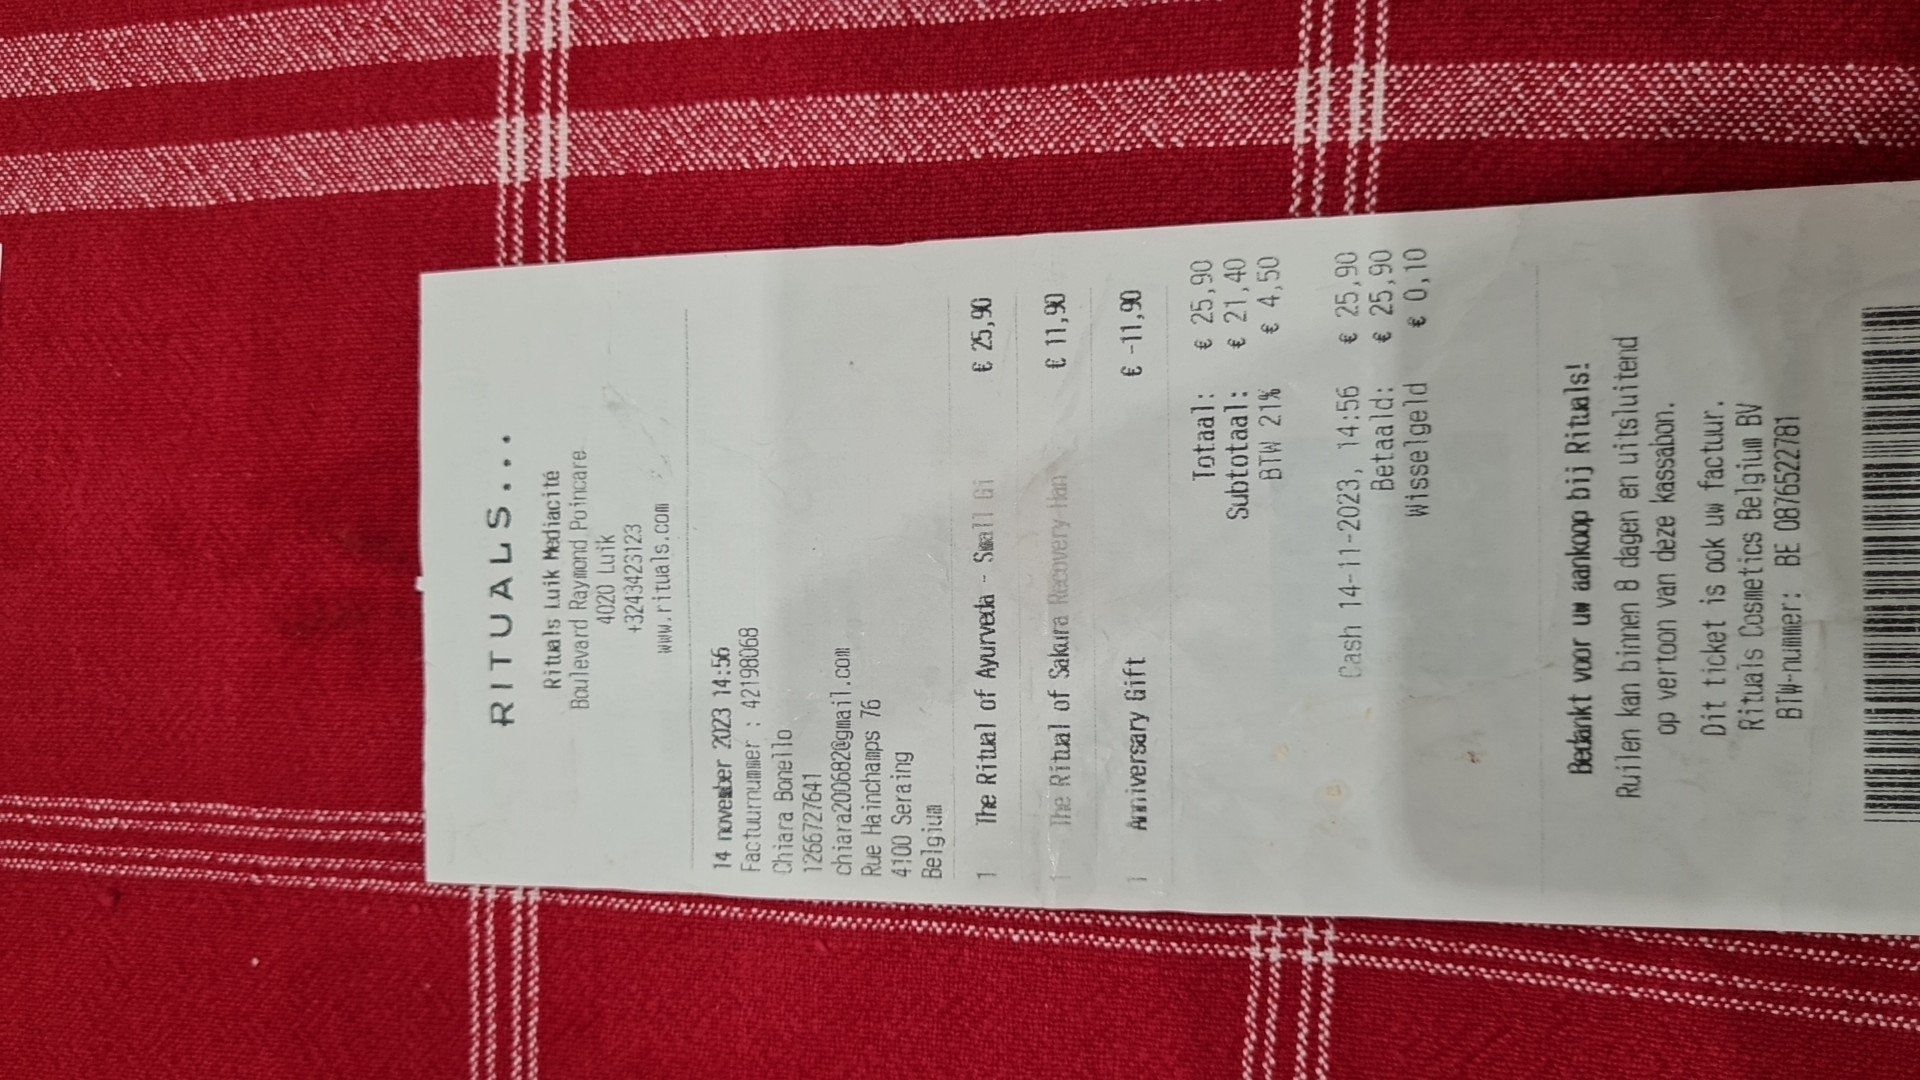 RITUALS...
Rituals Luik Mediacité
Boulevard Raymond Poincare
4020 Luik
+3243423123
www.rituals.com
14 november 2023 14:56
Factuurnummer : 42198068
Chiara Bonello
1266727641
chiara200682@gmail.com
Rue Hainchamps 76
4100 Seraing
Belgium
1 The Ritual of Ayurveda - Small Gi € 25,90
1 The Ritual of Sakura Recovery Han € 11,90
1 Anniversary Gift € -11,90
Totaal: € 25,90
Subtotaal: € 21,40
BTW 21% € 4,50
Cash 14-11-2023, 14:56 € 25,90
Betaald: € 25,90
Wisselgeld € 0,10
Bedankt voor uw aankoop bij Rituals!
Ruilen kan binnen 8 dagen en uitsluitend
op vertoon van deze kassabon.
Dit ticket is ook uw factuur.
Rituals Cosmetics Belgium BV
BTW-nummer: BE 0876522781